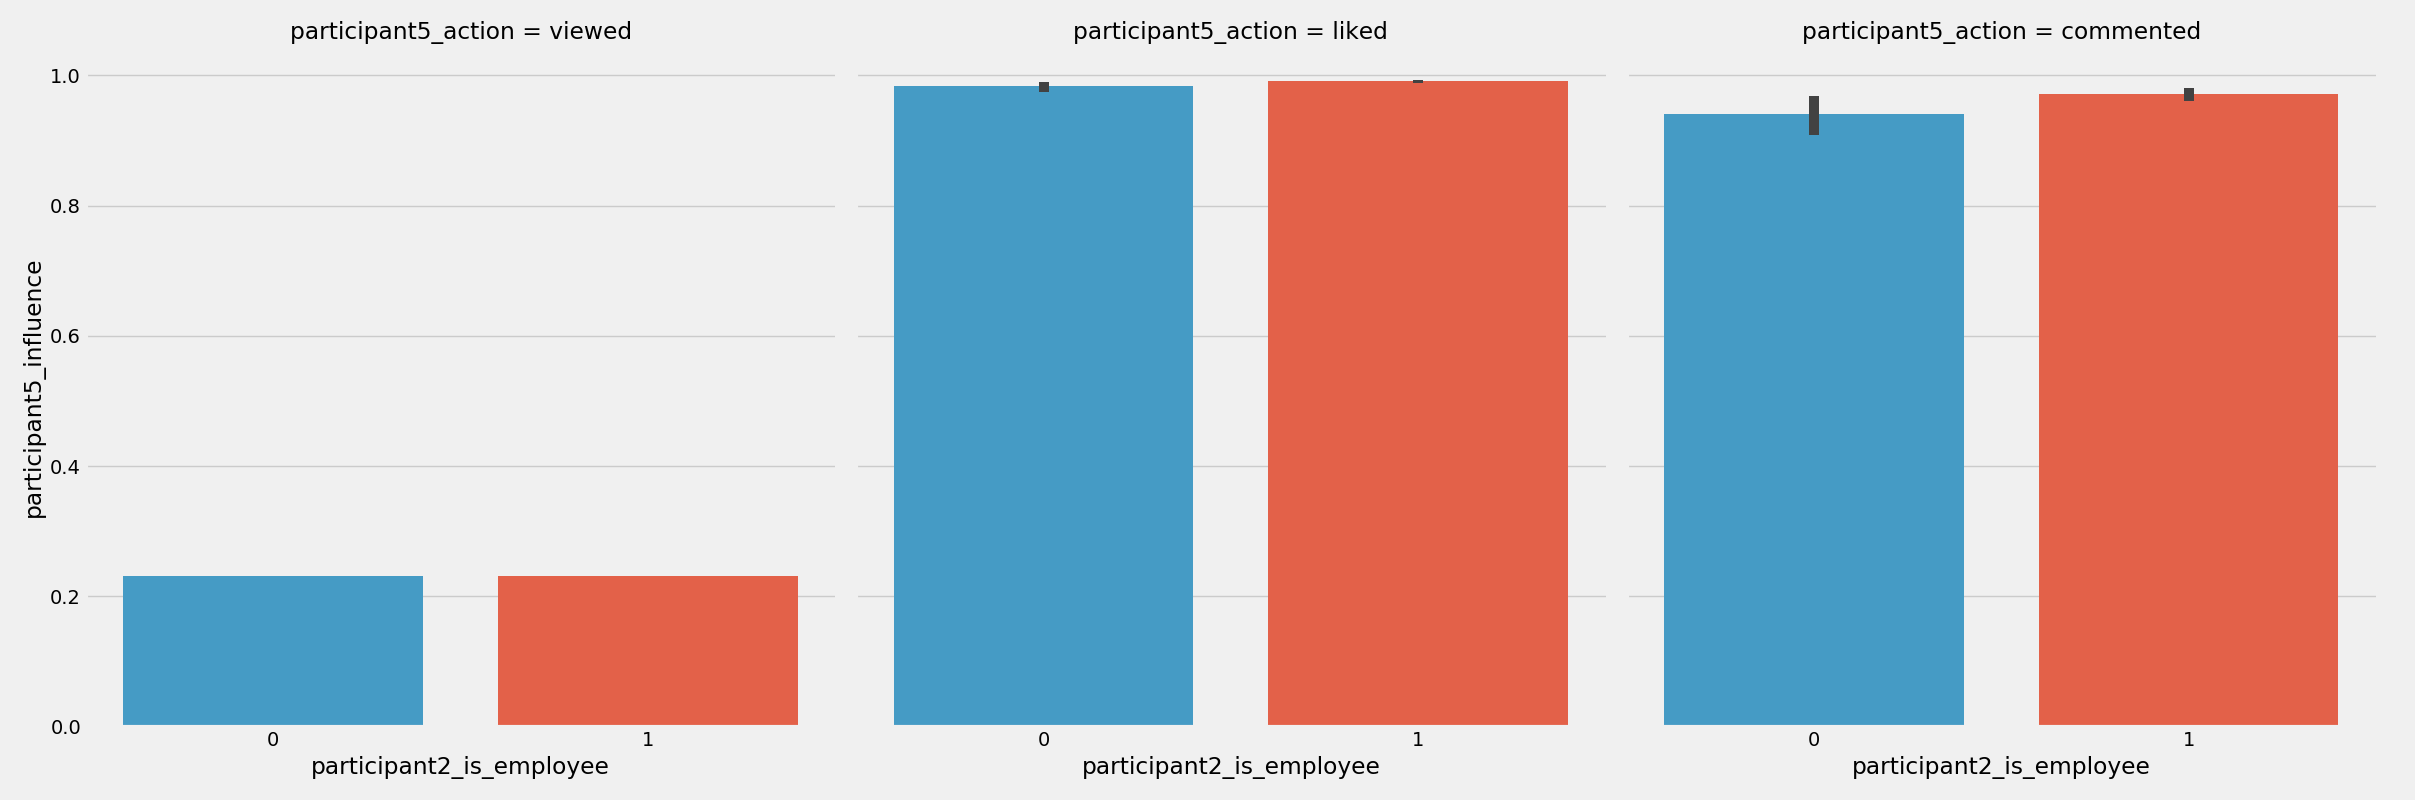 participant5_action = viewed
participant5_action = liked
participant5_action = commented
participant5_influence
1.0
0.8
0.6
0.4
0.2
0.0
0
1
0
1
0
1
participant2_is_employee
participant2_is_employee
participant2_is_employee